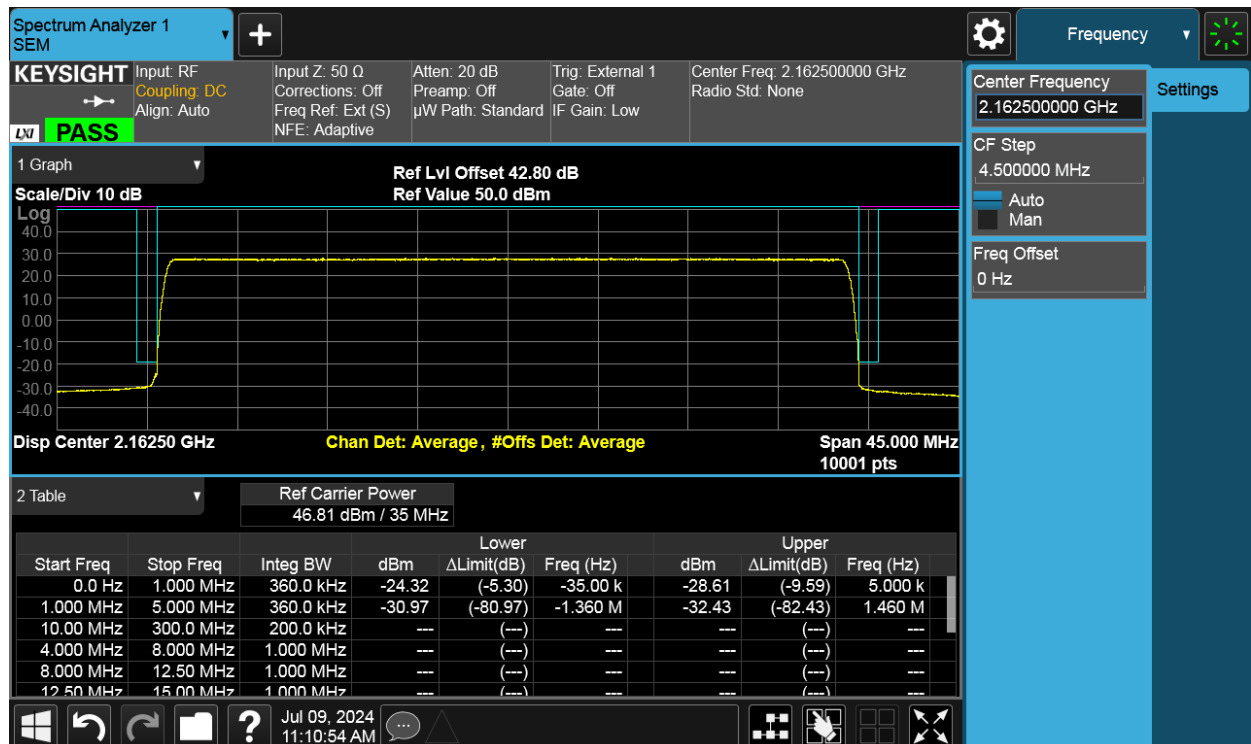 Spectrum Analyzer 1
SEM
+
Frequency
KEYSIGHT
LXI PASS
Input: RF
Coupling: DC
Align: Auto
Input Z: 50 Ω
Corrections: Off
Freq Ref: Ext (S)
NFE: Adaptive
Atten: 20 dB
Preamp: Off
µW Path: Standard
Trig: External 1
Gate: Off
IF Gain: Low
Center Freq: 2.162500000 GHz
Radio Std: None
Center Frequency
2.162500000 GHz
Settings
CF Step
4.500000 MHz
Auto
Man
Freq Offset
0 Hz
1 Graph
Scale/Div 10 dB
Ref Lvl Offset 42.80 dB
Ref Value 50.0 dBm
Log
40.0
30.0
20.0
10.0
0.00
-10.0
-20.0
-30.0
-40.0
Disp Center 2.16250 GHz
Chan Det: Average , #Offs Det: Average
Span 45.000 MHz
10001 pts
2 Table
Ref Carrier Power
46.81 dBm / 35 MHz
Lower Upper
Start Freq Stop Freq Integ BW dBm ΔLimit(dB) Freq (Hz) dBm ΔLimit(dB) Freq (Hz)
0.0 Hz 1.000 MHz 360.0 kHz -24.32 (-5.30) -35.00 k -28.61 (-9.59) 5.000 k
1.000 MHz 5.000 MHz 360.0 kHz -30.97 (-80.97) -1.360 M -32.43 (-82.43) 1.460 M
10.00 MHz 300.0 MHz 200.0 kHz --- (---) --- --- (---) ---
4.000 MHz 8.000 MHz 1.000 MHz --- (---) --- --- (---) ---
8.000 MHz 12.50 MHz 1.000 MHz --- (---) --- --- (---) ---
12.50 MHz 15.00 MHz 1.000 MHz --- (---) --- --- (---) ---
?
Jul 09, 2024
11:10:54 AM